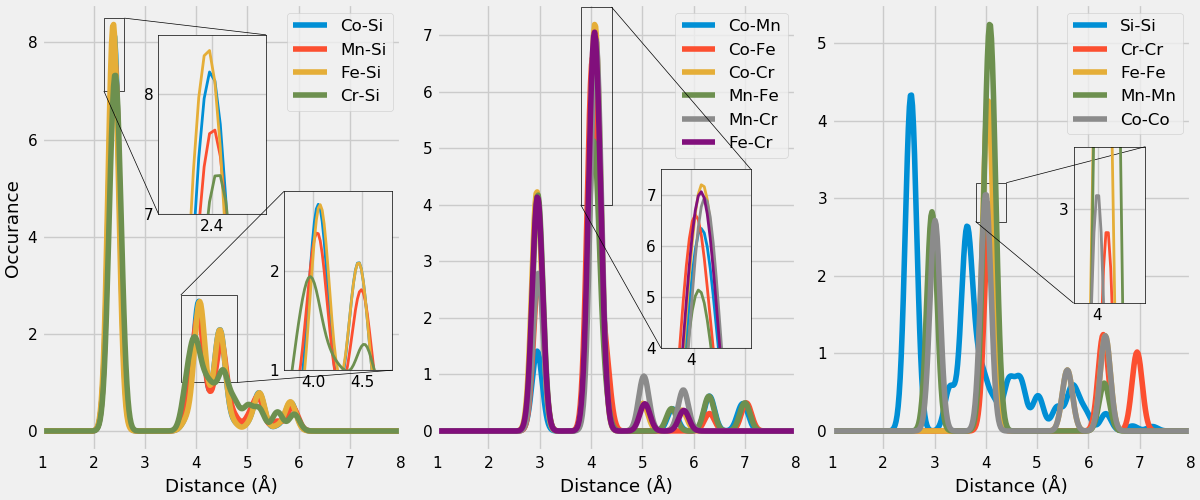 Co-Si
Mn-Si
Fe-Si
Cr-Si
8
6
4
2
0
Occurance
8
7
2.4
2
1
4.0 4.5
1 2 3 4 5 6 7 8
Distance (Å)
Co-Mn
Co-Fe
Co-Cr
Mn-Fe
Mn-Cr
Fe-Cr
7
6
5
4
3
2
1
0
7
6
5
4
4
1 2 3 4 5 6 7 8
Distance (Å)
Si-Si
Cr-Cr
Fe-Fe
Mn-Mn
Co-Co
5
4
3
2
1
0
3
4
1 2 3 4 5 6 7 8
Distance (Å)